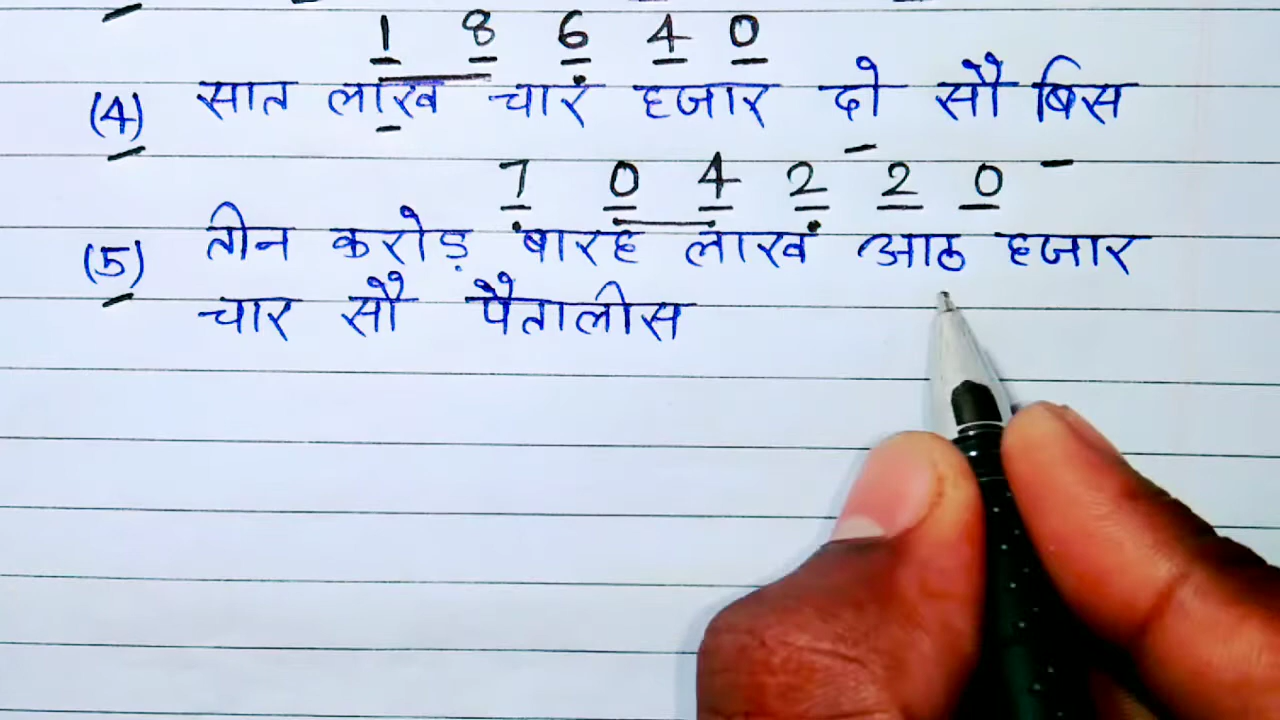 1 8 6 4 0
(4) सात लाख चार हजार दो सौ बिस
7 0 4 2 2 0
(5) तीन करोड़ बारह लाख आठ हजार
चार सौ पैतालीस